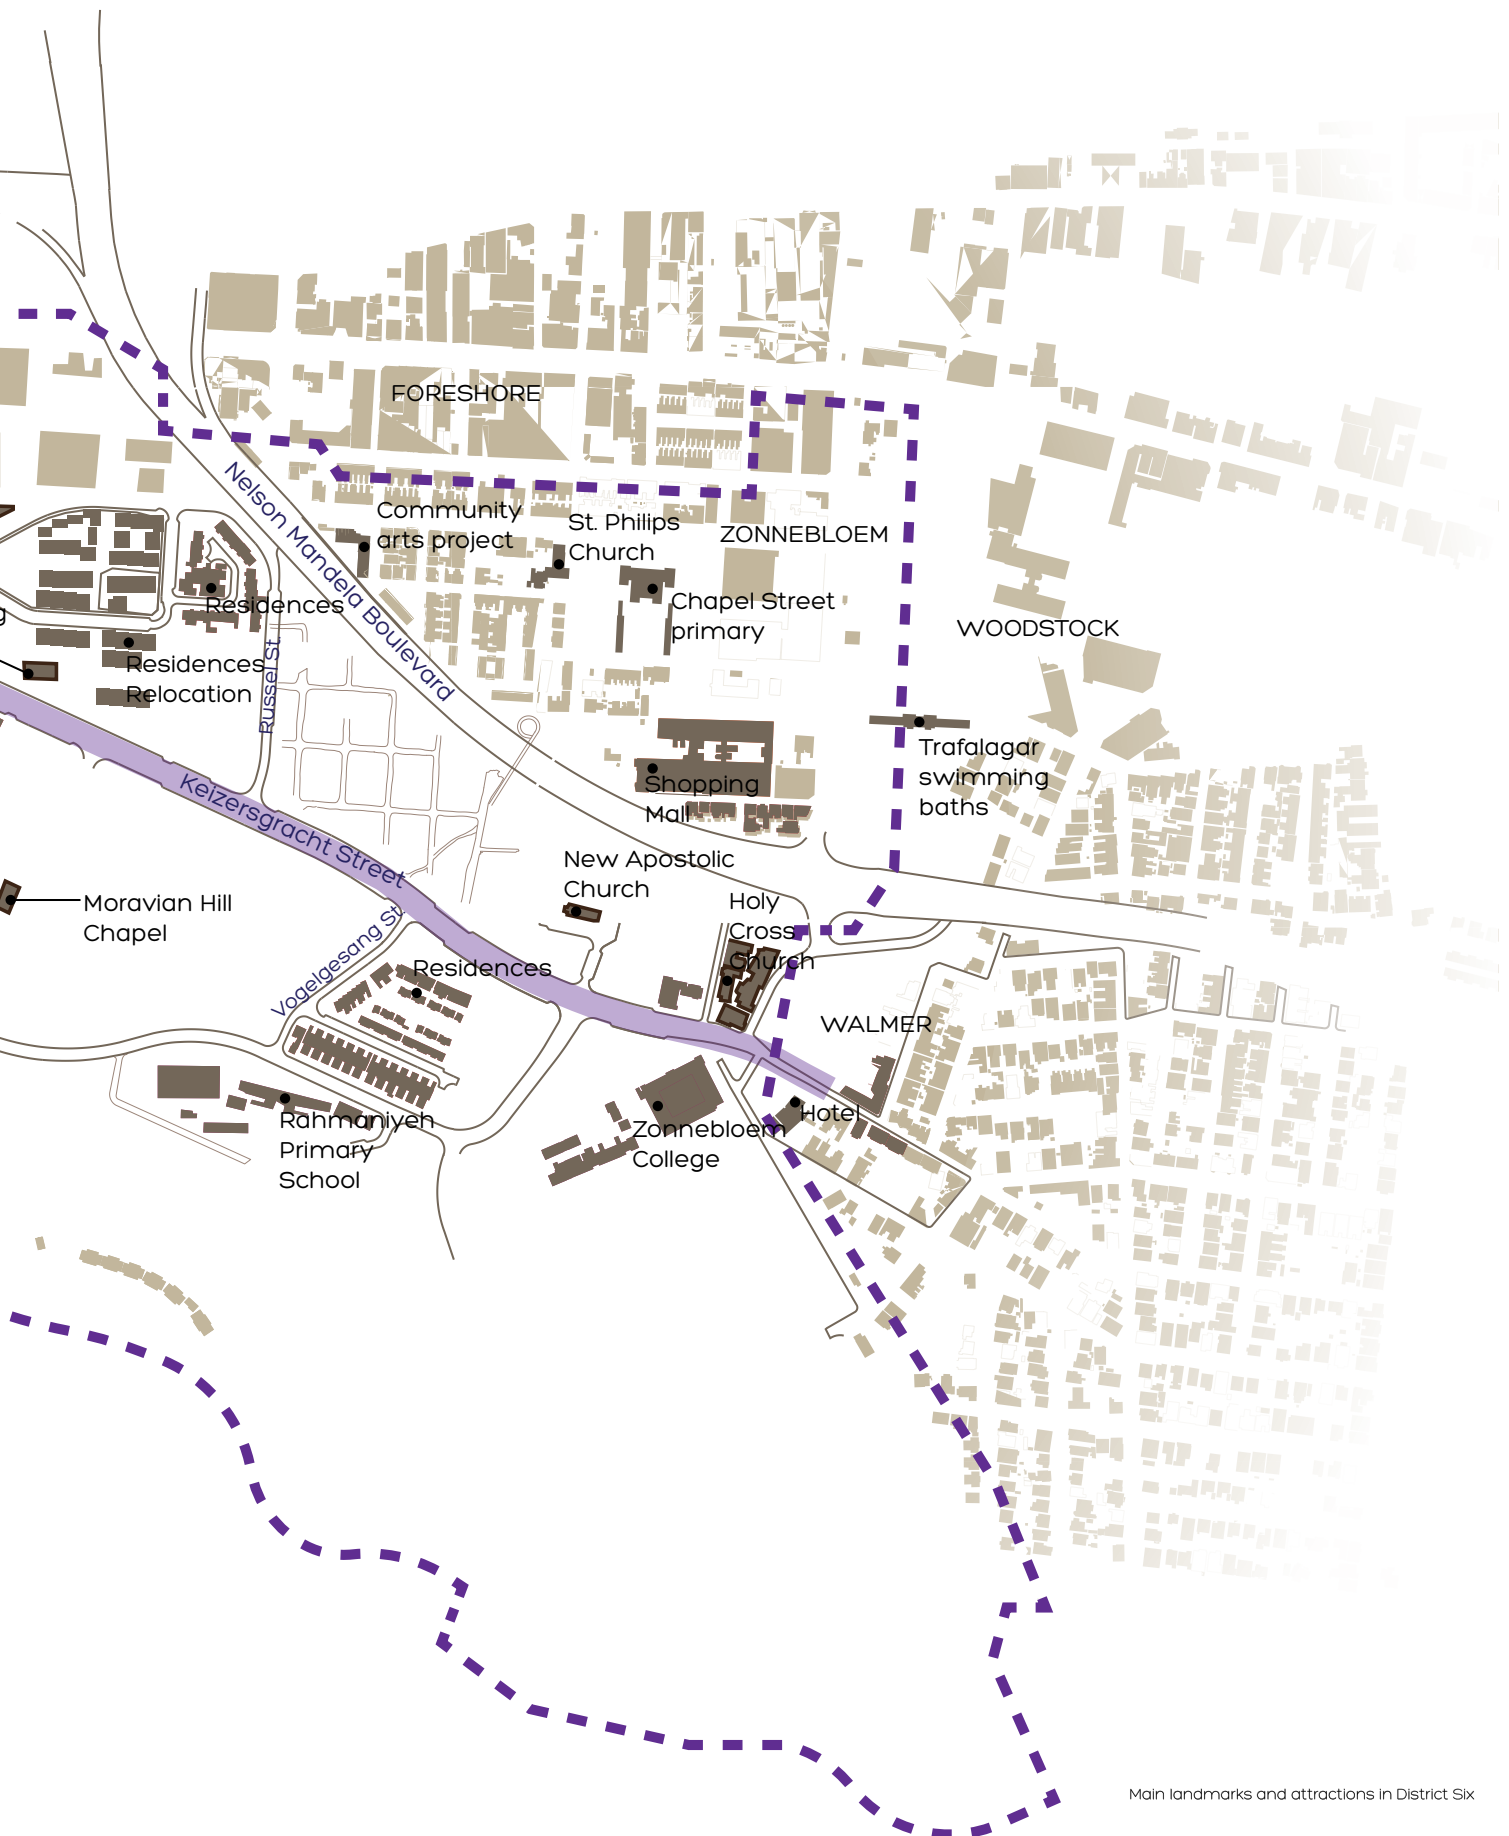 FORESHORE
Nelson Mandela Boulevard
Community
arts project
St. Philips
Church
ZONNEBLOEM
Chapel Street
primary
WOODSTOCK
Residences
g
Residences
Relocation
Russel St.
Trafalagar
swimming
baths
Shopping
Mall
Keizersgracht Street
New Apostolic
Church
Moravian Hill
Chapel
Holy
Cross
Church
Vogelgesang St.
Residences
WALMER
Rahmaniyeh
Primary
School
Zonnebloem
College
Hotel
Main landmarks and attractions in District Six